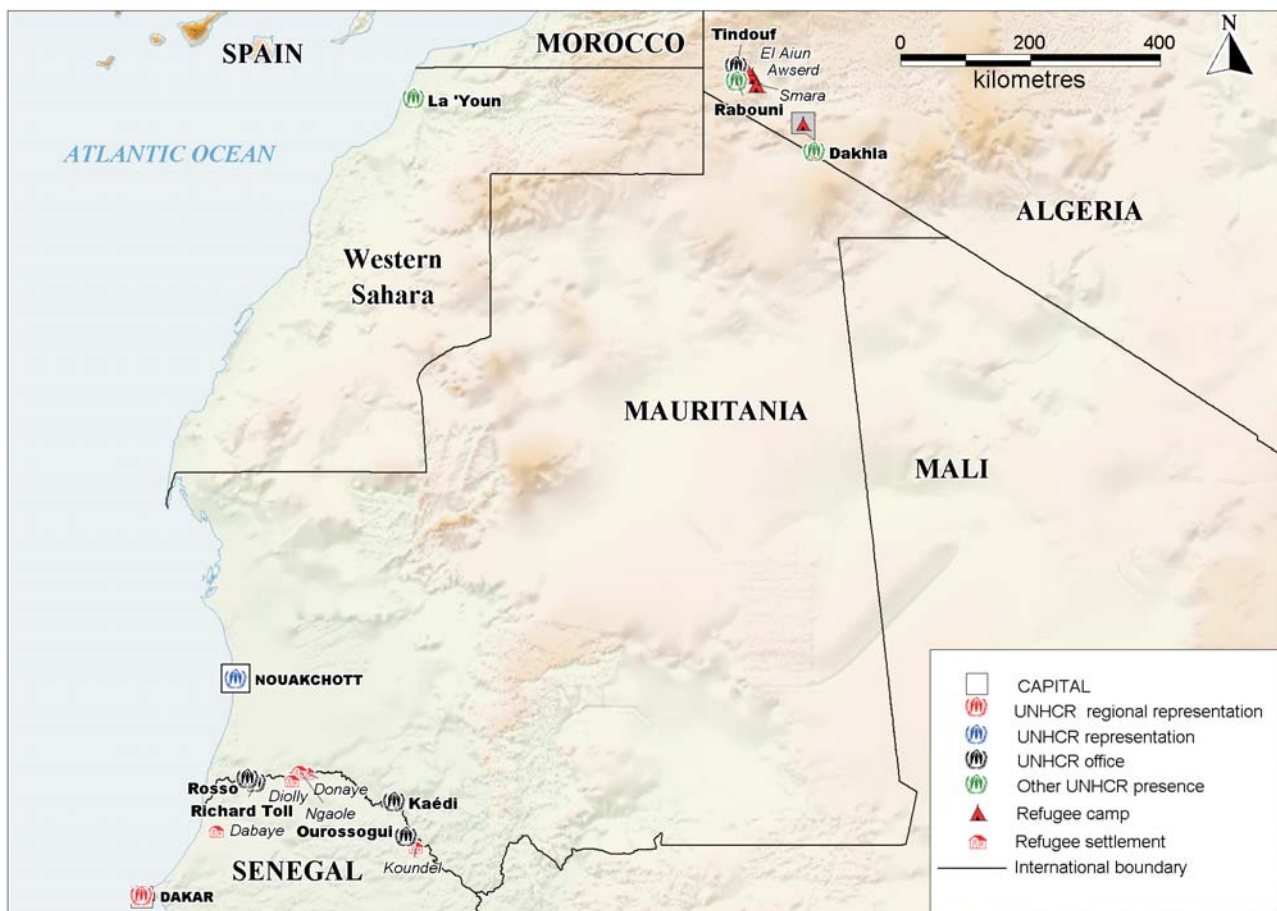 SPAIN
MOROCCO
Tindouf
El Aiun
Awserd
Smara
Rabouni
Dakhla
0 200 400
kilometres
N
La 'Youn
ATLANTIC OCEAN
ALGERIA
Western
Sahara
MAURITANIA
MALI
NOUAKCHOTT
Rosso
Richard Toll
Diolly
Donaye
Ngaole
Dabaye
Kaédi
Ourossogui
Koundel
SENEGAL
DAKAR
CAPITAL
UNHCR regional representation
UNHCR representation
UNHCR office
Other UNHCR presence
Refugee camp
Refugee settlement
International boundary